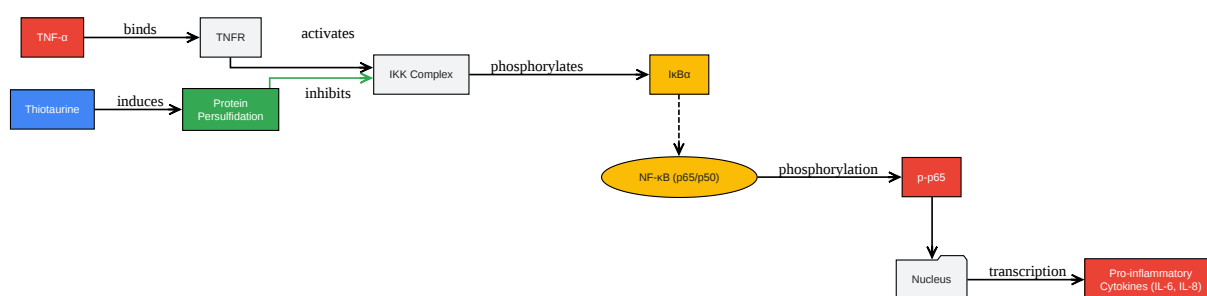 TNF-α
binds
TNFR
activates
IKK Complex
phosphorylates
IκBα
Thiotaurine
induces
Protein
Persulfidation
inhibits
NF-κB (p65/p50)
phosphorylation
p-p65
Nucleus
transcription
Pro-inflammatory
Cytokines (IL-6, IL-8)